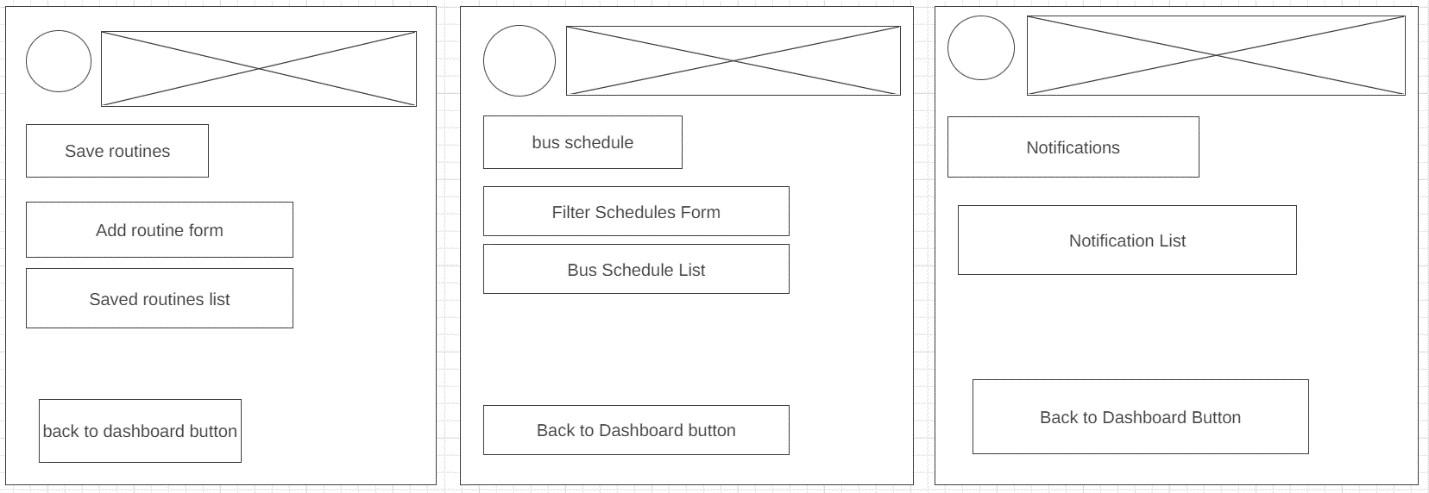 Save routines
Add routine form
Saved routines list
back to dashboard button
bus schedule
Filter Schedules Form
Bus Schedule List
Back to Dashboard button
Notifications
Notification List
Back to Dashboard Button